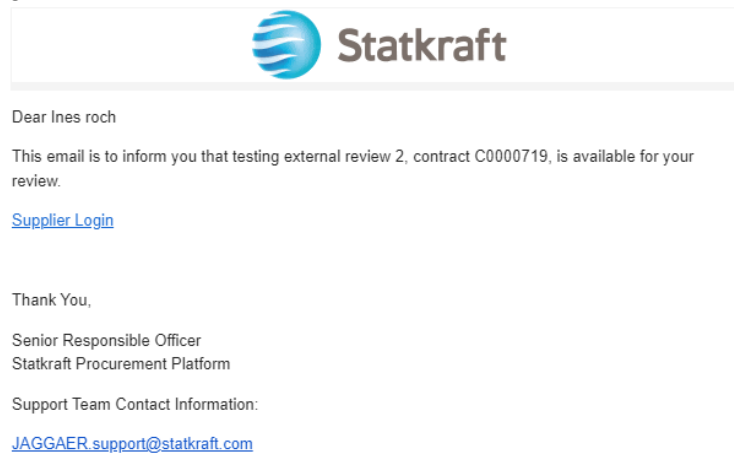 Statkraft
Dear Ines roch
This email is to inform you that testing external review 2, contract C0000719, is available for your
review.
Supplier Login
Thank You,
Senior Responsible Officer
Statkraft Procurement Platform
Support Team Contact Information:
JAGGAER.support@statkraft.com